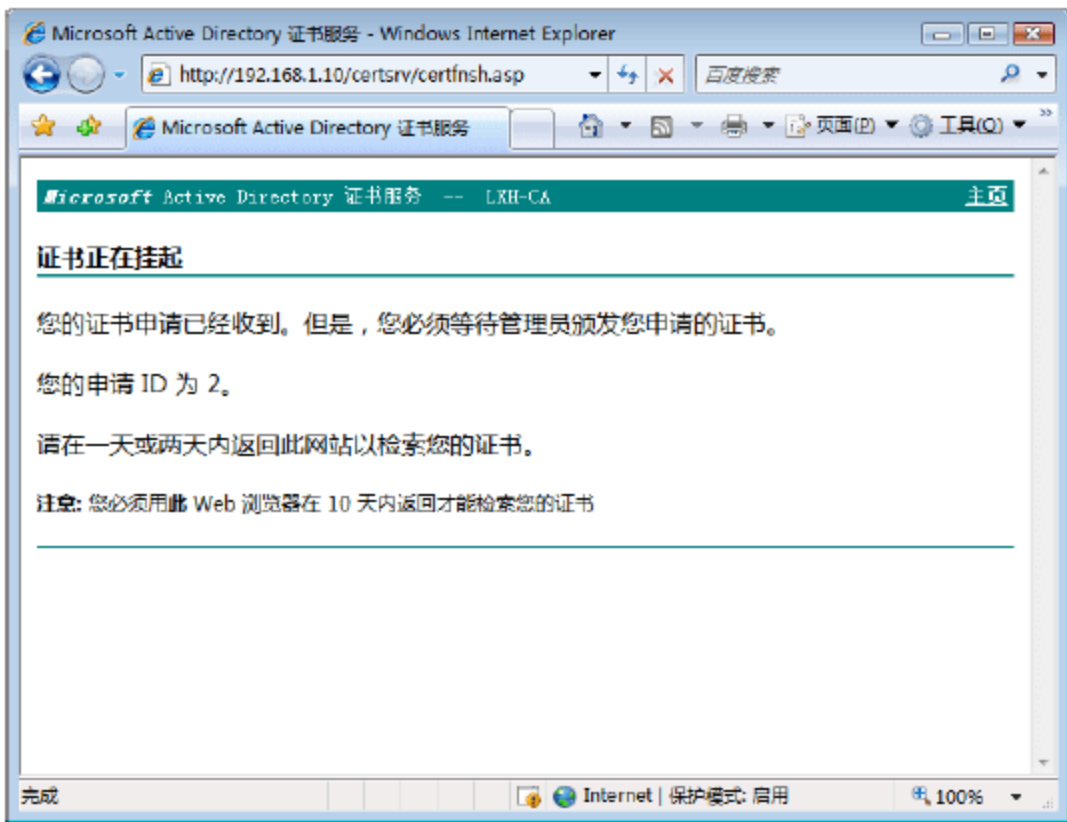 Microsoft Active Directory 证书服务 - Windows Internet Explorer
http://192.168.1.10/certsrv/certfnsh.asp 百度搜索
Microsoft Active Directory 证书服务 页面(P) 工具(O)
Microsoft Active Directory 证书服务 -- LXH-CA 主页
证书正在挂起
您的证书申请已经收到。但是，您必须等待管理员颁发您申请的证书。
您的申请 ID 为 2。
请在一天或两天内返回此网站以检索您的证书。
注意: 您必须用此 Web 浏览器在 10 天内返回才能检索您的证书
完成 Internet | 保护模式: 启用 100%